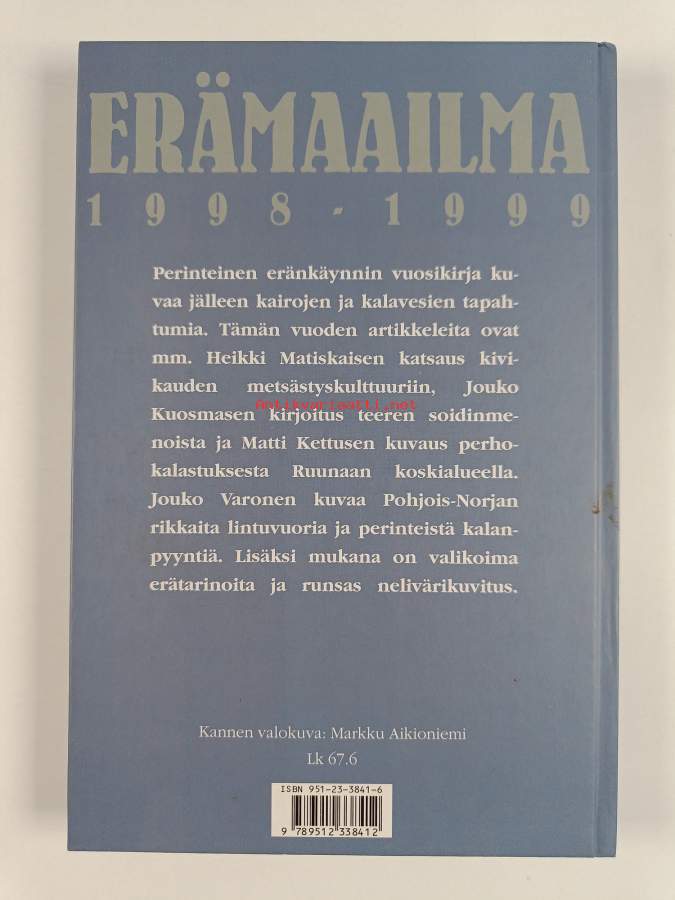 ERÄMAAILMA
1998-1999
Perinteinen eränkäynnin vuosikirja ku-
vaa jälleen kairojen ja kalavesien tapah-
tumia. Tämän vuoden artikkeleita ovat
mm. Heikki Matiskaisen katsaus kivi-
kauden metsästyskulttuuriin, Jouko
Antikvariaatti.net
Kuosmasen kirjoitus teeren soidinme-
noista ja Matti Kettusen kuvaus perho-
kalastuksesta Ruunaan koskialueella.
Jouko Varonen kuvaa Pohjois-Norjan
rikkaita lintuvuoria ja perinteistä kalan-
pyyntiä. Lisäksi mukana on valikoima
erätarinoita ja runsas nelivärikuvitus.
Kannen valokuva: Markku Aikioniemi
Lk 67.6
ISBN 951-23-3841-6
9 789512 338412